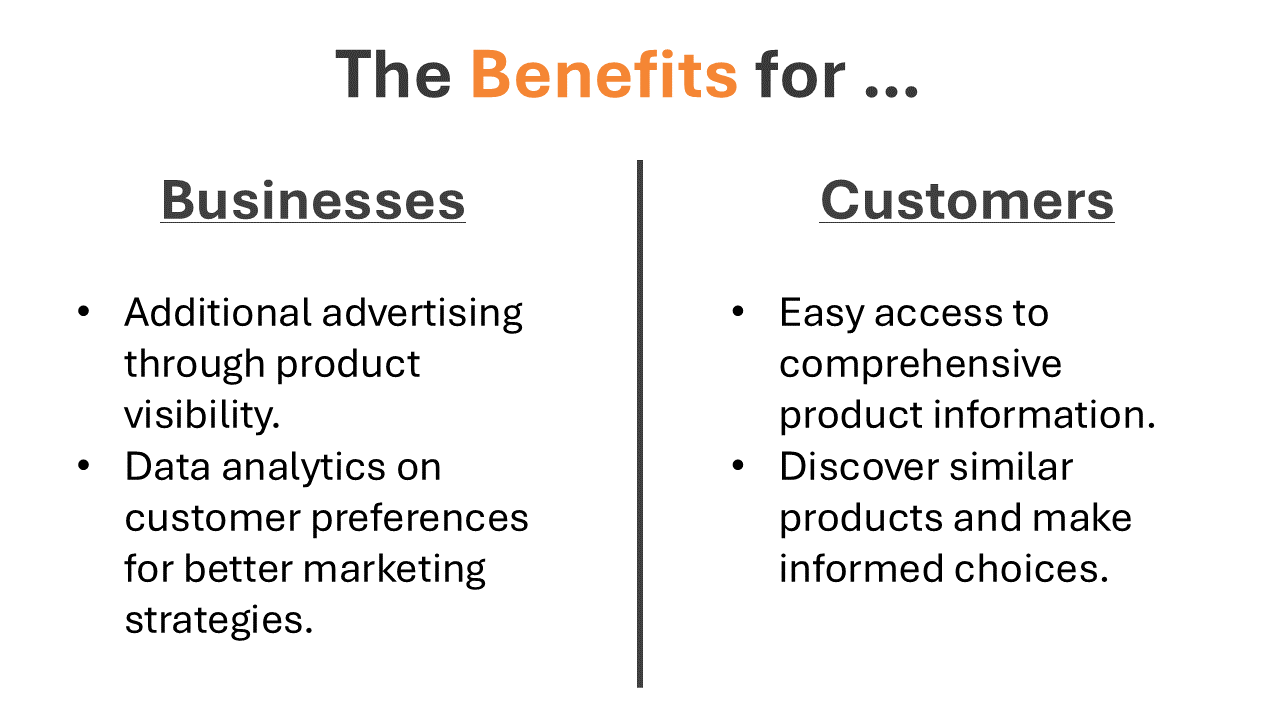 The Benefits for ...
Businesses
• Additional advertising
through product
visibility.
• Data analytics on
customer preferences
for better marketing
strategies.
Customers
• Easy access to
comprehensive
product information.
• Discover similar
products and make
informed choices.